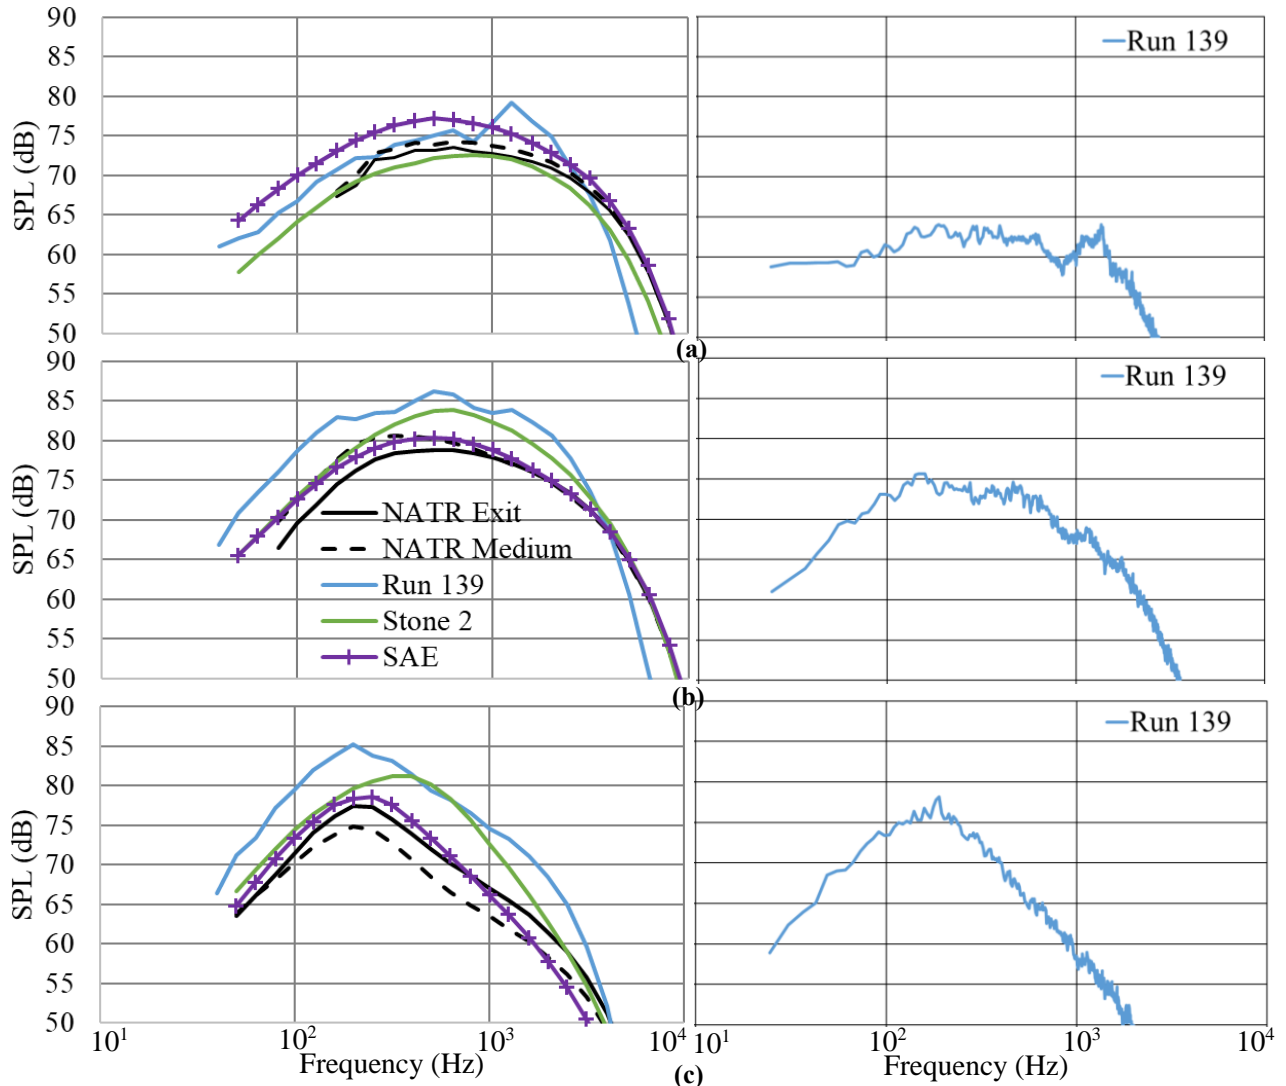 90
85
80
75
70
65
60
55
50
SPL (dB)
Run 139
(a)
90
85
80
75
70
65
60
55
50
SPL (dB)
NATR Exit
NATR Medium
Run 139
Stone 2
SAE
Run 139
(b)
90
85
80
75
70
65
60
55
50
SPL (dB)
Run 139
10¹ 10² 10³ 10⁴
Frequency (Hz)
10¹ 10² 10³ 10⁴
Frequency (Hz)
(c)